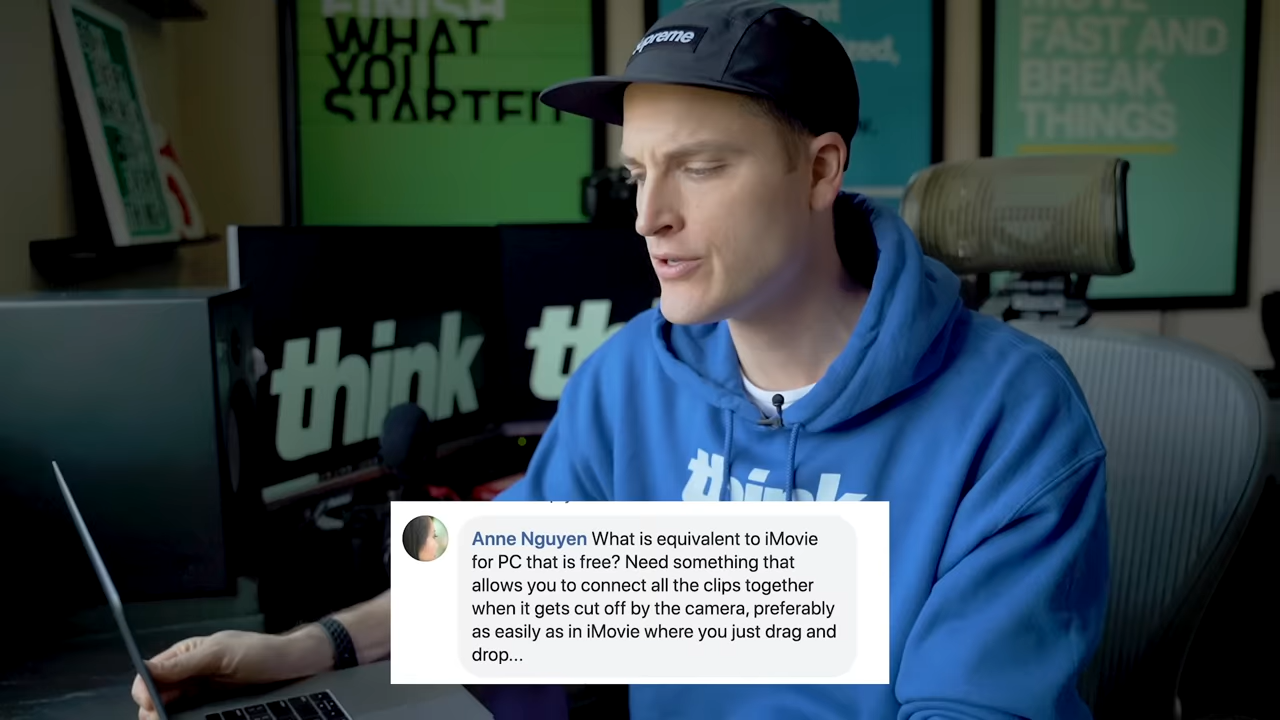 FINISH
WHAT
YOU
STARTED
MOVE
FAST AND
BREAK
THINGS
Supreme
think
think
Anne Nguyen What is equivalent to iMovie
for PC that is free? Need something that
allows you to connect all the clips together
when it gets cut off by the camera, preferably
as easily as in iMovie where you just drag and
drop...